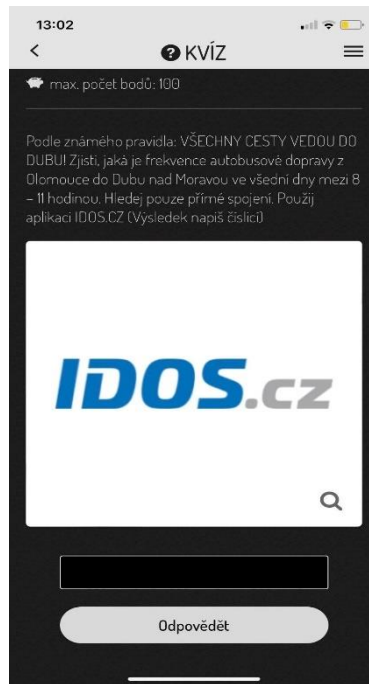 13:02
KVÍZ
max. počet bodů: 100
Podle známého pravidla: VŠECHNY CESTY VEDOU DO
DUBU! Zjisti, jaká je frekvence autobusové dopravy z
Olomouce do Dubu nad Moravou ve všední dny mezi 8
– 11 hodinou. Hledej pouze přímé spojení. Použij
aplikaci IDOS.CZ (Výsledek napiš číslicí)
IDOS.cz
Odpovědět